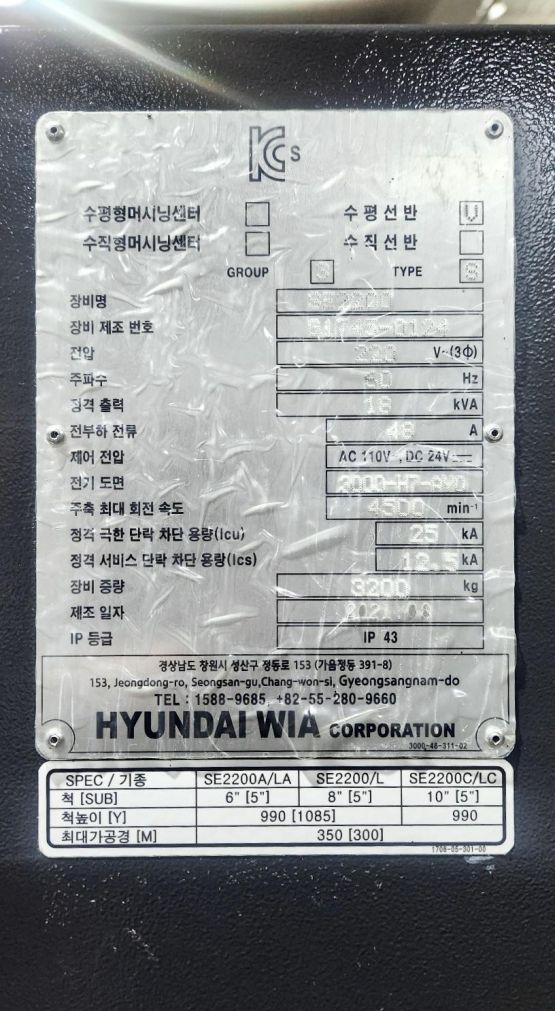 KCs
수평형머시닝센터 수평선반 V
수직형머시닝센터 수직선반
GROUP TYPE S
장비명 SE2200
장비 제조 번호
전압 220 V~(3Φ)
주파수 60 Hz
정격 출력 18 kVA
전부하 전류 48 A
제어 전압 AC 110V~, DC 24V
전기 도면
주축 최대 회전 속도 4500 min⁻¹
정격 극한 단락 차단 용량(Icu) 25 kA
정격 서비스 단락 차단 용량(Ics) 12.5 kA
장비 중량 3200 kg
제조 일자 2021.
IP 등급 IP 43
경상남도 창원시 성산구 정동로 153 (가음정동 391-8)
153, Jeongdong-ro, Seongsan-gu,Chang-won-si, Gyeongsangnam-do
TEL : 1588-9685, +82-55-280-9660
HYUNDAI WIA CORPORATION
3000-48-311-02
SPEC / 기종 SE2200A/LA SE2200/L SE2200C/LC
척 [SUB] 6" [5"] 8" [5"] 10" [5"]
척높이 [Y] 990 [1085] 990
최대가공경 [M] 350 [300]
1708-05-301-00